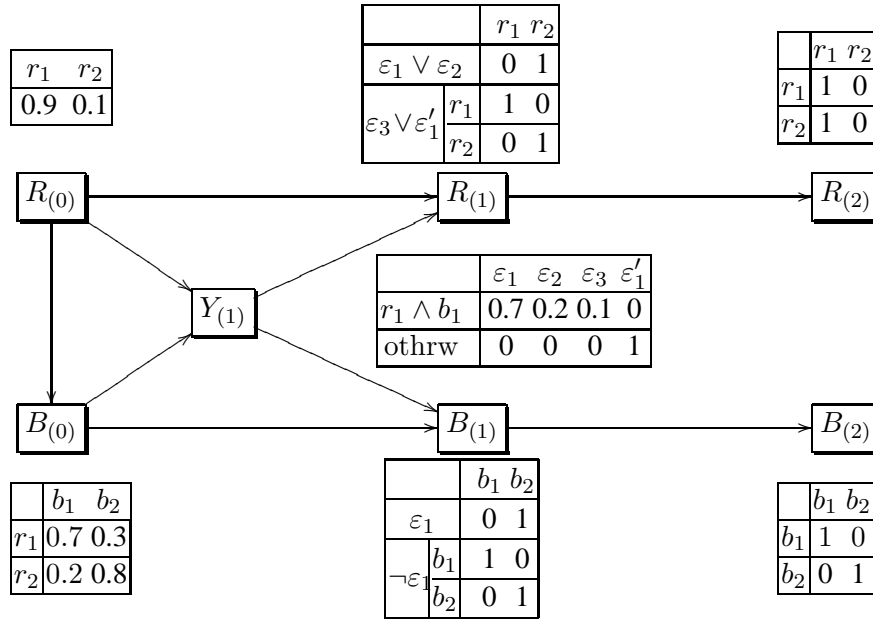 r₁ r₂
0.9 0.1
r₁ r₂
ε₁ ∨ ε₂ 0 1
ε₃ ∨ ε′₁ r₁ 1 0
r₂ 0 1
r₁ r₂
r₁ 1 0
r₂ 1 0
R₍₀₎ R₍₁₎ R₍₂₎
Y₍₁₎
ε₁ ε₂ ε₃ ε′₁
r₁ ∧ b₁ 0.7 0.2 0.1 0
othrw 0 0 0 1
B₍₀₎ B₍₁₎ B₍₂₎
b₁ b₂
r₁ 0.7 0.3
r₂ 0.2 0.8
b₁ b₂
ε₁ 0 1
¬ε₁ b₁ 1 0
b₂ 0 1
b₁ b₂
b₁ 1 0
b₂ 0 1